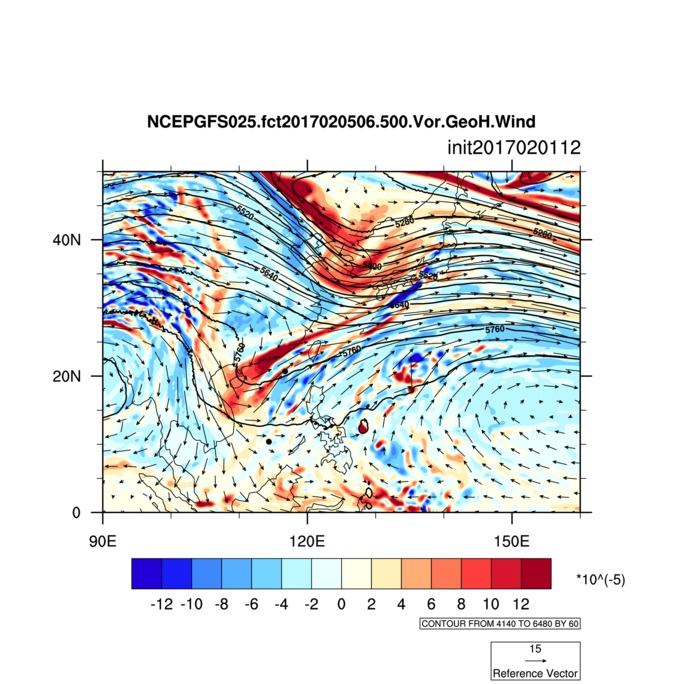 NCEPGFS025.fct2017020506.500.Vor.GeoH.Wind
init2017020112
40N
20N
0
90E 120E 150E
5520
5280
5280
5640
5400
5520
5640
5760
5760
5760
-12 -10 -8 -6 -4 -2 0 2 4 6 8 10 12
*10^(-5)
CONTOUR FROM 4140 TO 6480 BY 60
15
Reference Vector